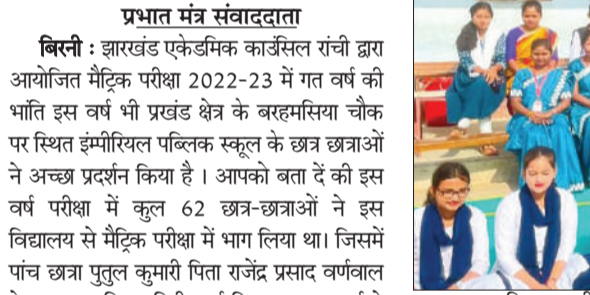 प्रभात मंत्र संवाददाता
बिरनी : झारखंड एकेडमिक काउंसिल रांची द्वारा
आयोजित मैट्रिक परीक्षा 2022-23 में गत वर्ष की
भांति इस वर्ष भी प्रखंड क्षेत्र के बरहमसिया चौक
पर स्थित इंम्पीरियल पब्लिक स्कूल के छात्र छात्राओं
ने अच्छा प्रदर्शन किया है । आपको बता दें की इस
वर्ष परीक्षा में कुल 62 छात्र-छात्राओं ने इस
विद्यालय से मैट्रिक परीक्षा में भाग लिया था। जिसमें
पांच छात्रा पुतुल कुमारी पिता राजेंद्र प्रसाद वर्णवाल